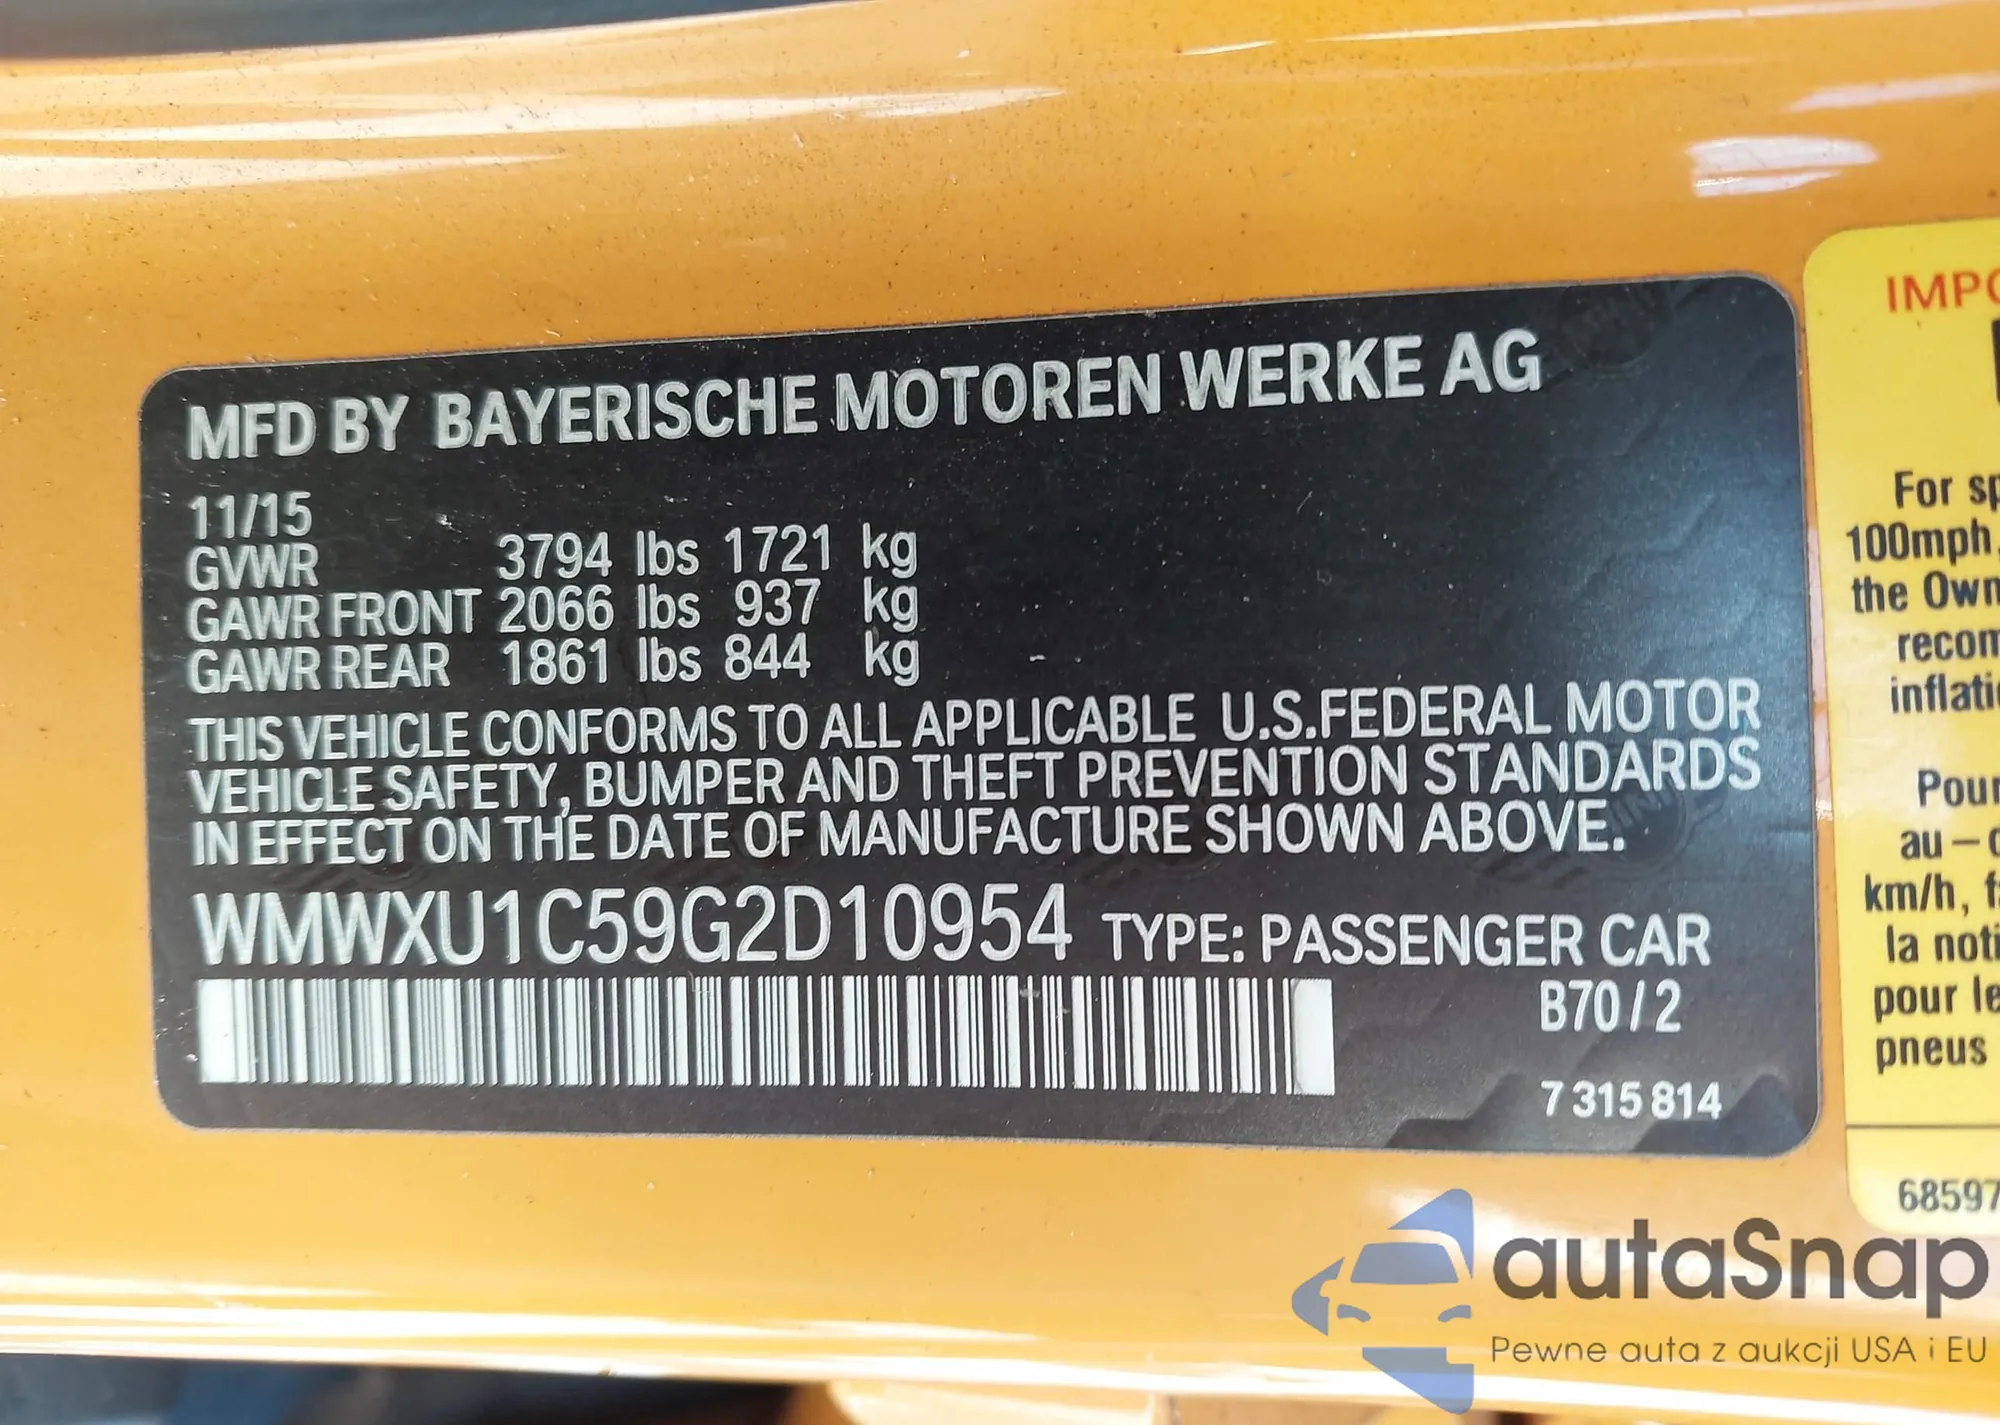 MFD BY BAYERISCHE MOTOREN WERKE AG
11/15
GVWR 3794 lbs 1721 kg
GAWR FRONT 2066 lbs 937 kg
GAWR REAR 1861 lbs 844 kg
THIS VEHICLE CONFORMS TO ALL APPLICABLE U.S.FEDERAL MOTOR
VEHICLE SAFETY, BUMPER AND THEFT PREVENTION STANDARDS
IN EFFECT ON THE DATE OF MANUFACTURE SHOWN ABOVE.
WMWXU1C59G2D10954 TYPE: PASSENGER CAR
B70/2
7 315 814
IMPO
For sp
100mph,
the Own
recom
inflati
Pour
au-d
km/h, f
la noti
pour le
pneus
68597
autaSnap
Pewne auta z aukcji USA i EU